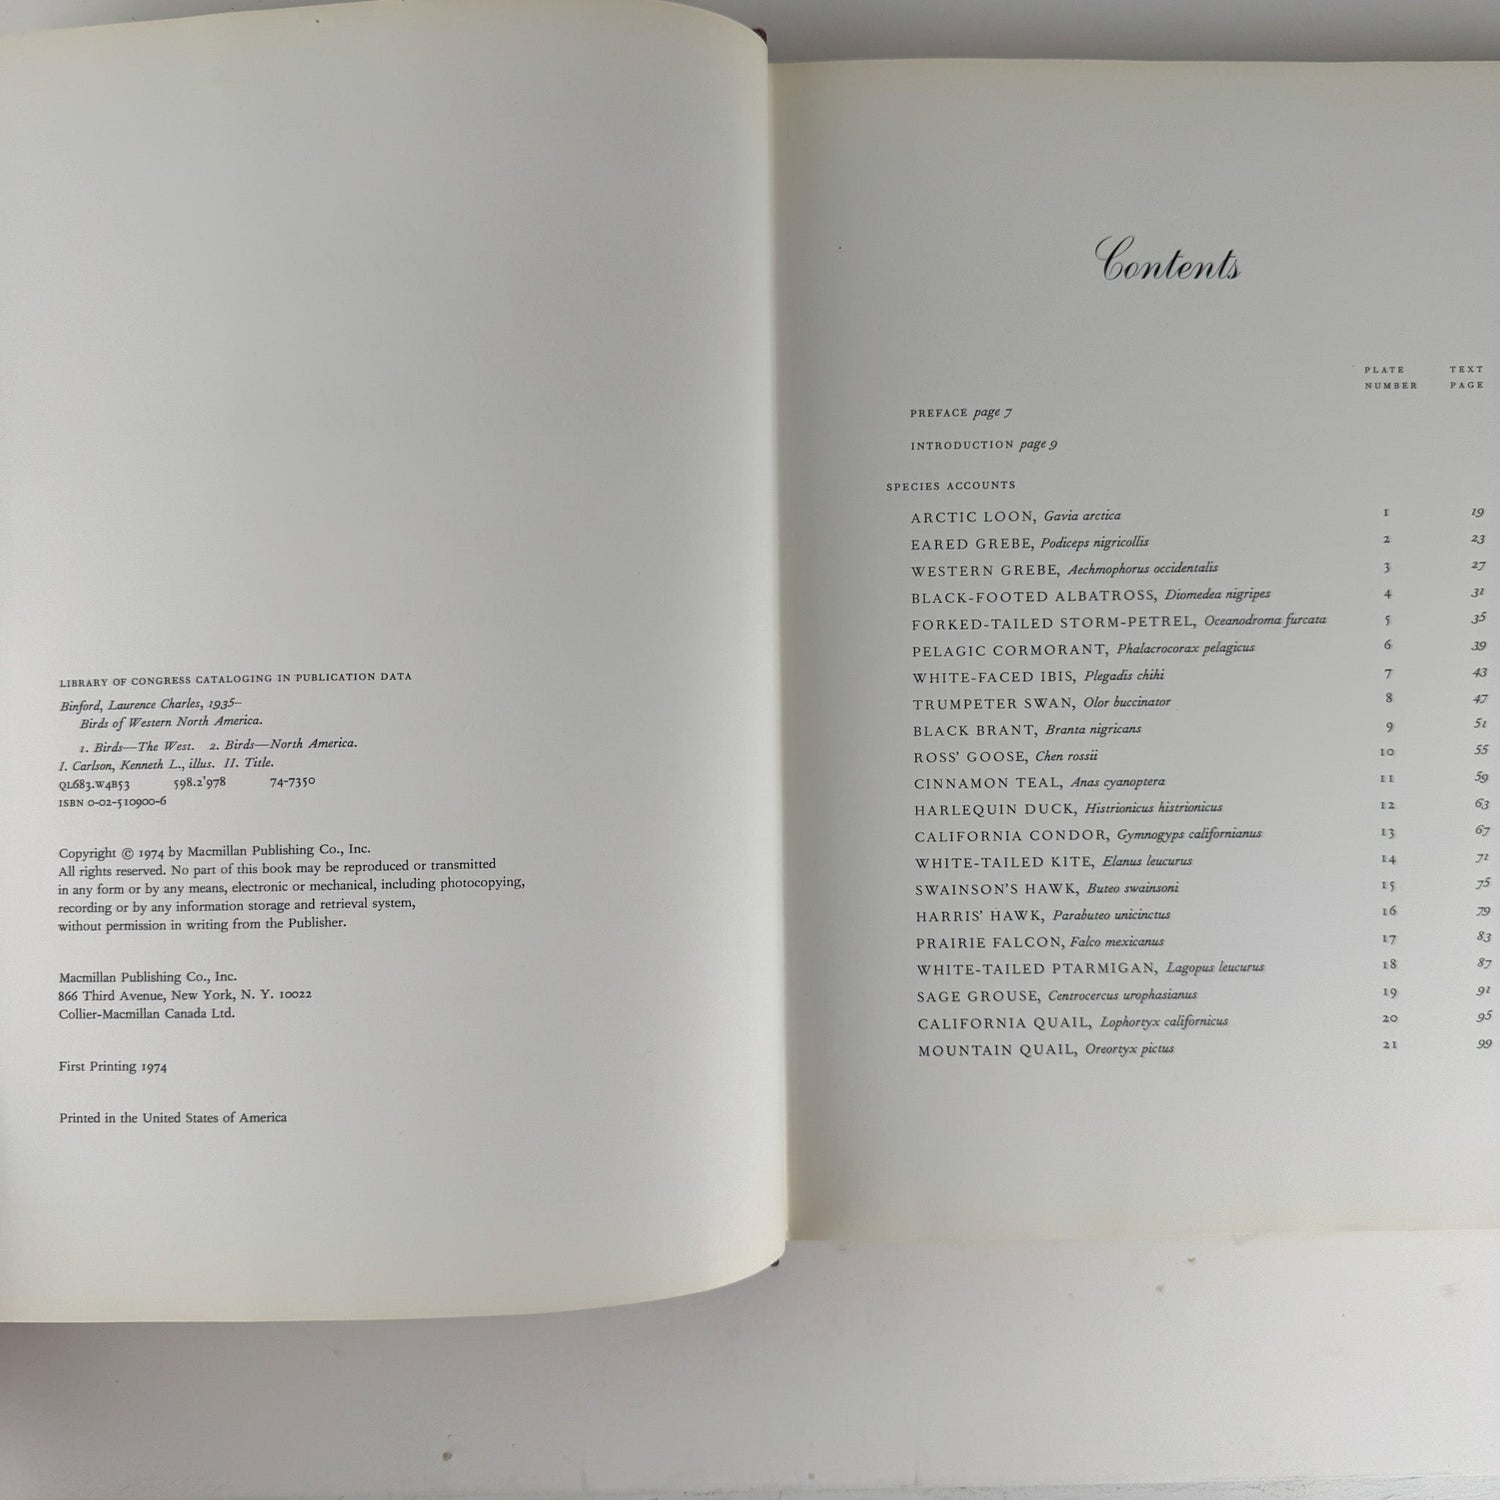 LIBRARY OF CONGRESS CATALOGING IN PUBLICATION DATA
Binford, Laurence Charles, 1935–
Birds of Western North America.
1. Birds—The West. 2. Birds—North America.
I. Carlson, Kenneth L., illus. II. Title.
QL683.W4B53 598.2'978 74-7350
ISBN 0-02-510900-6
Copyright © 1974 by Macmillan Publishing Co., Inc.
All rights reserved. No part of this book may be reproduced or transmitted
in any form or by any means, electronic or mechanical, including photocopying,
recording or by any information storage and retrieval system,
without permission in writing from the Publisher.
Macmillan Publishing Co., Inc.
866 Third Avenue, New York, N. Y. 10022
Collier-Macmillan Canada Ltd.
First Printing 1974
Printed in the United States of America
Contents
PLATE TEXT
NUMBER PAGE
PREFACE page 7
INTRODUCTION page 9
SPECIES ACCOUNTS
ARCTIC LOON, Gavia arctica 1 19
EARED GREBE, Podiceps nigricollis 2 23
WESTERN GREBE, Aechmophorus occidentalis 3 27
BLACK-FOOTED ALBATROSS, Diomedea nigripes 4 31
FORKED-TAILED STORM-PETREL, Oceanodroma furcata 5 35
PELAGIC CORMORANT, Phalacrocorax pelagicus 6 39
WHITE-FACED IBIS, Plegadis chihi 7 43
TRUMPETER SWAN, Olor buccinator 8 47
BLACK BRANT, Branta nigricans 9 51
ROSS' GOOSE, Chen rossii 10 55
CINNAMON TEAL, Anas cyanoptera 11 59
HARLEQUIN DUCK, Histrionicus histrionicus 12 63
CALIFORNIA CONDOR, Gymnogyps californianus 13 67
WHITE-TAILED KITE, Elanus leucurus 14 71
SWAINSON'S HAWK, Buteo swainsoni 15 75
HARRIS' HAWK, Parabuteo unicinctus 16 79
PRAIRIE FALCON, Falco mexicanus 17 83
WHITE-TAILED PTARMIGAN, Lagopus leucurus 18 87
SAGE GROUSE, Centrocercus urophasianus 19 91
CALIFORNIA QUAIL, Lophortyx californicus 20 95
MOUNTAIN QUAIL, Oreortyx pictus 21 99